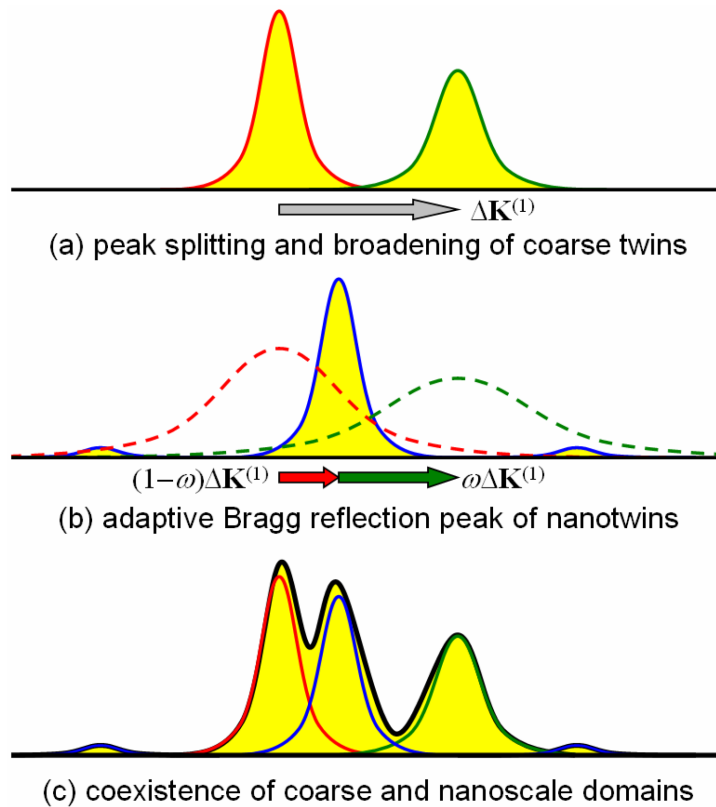 ΔK⁽¹⁾
(a) peak splitting and broadening of coarse twins
(1−ω)ΔK⁽¹⁾ ωΔK⁽¹⁾
(b) adaptive Bragg reflection peak of nanotwins
(c) coexistence of coarse and nanoscale domains